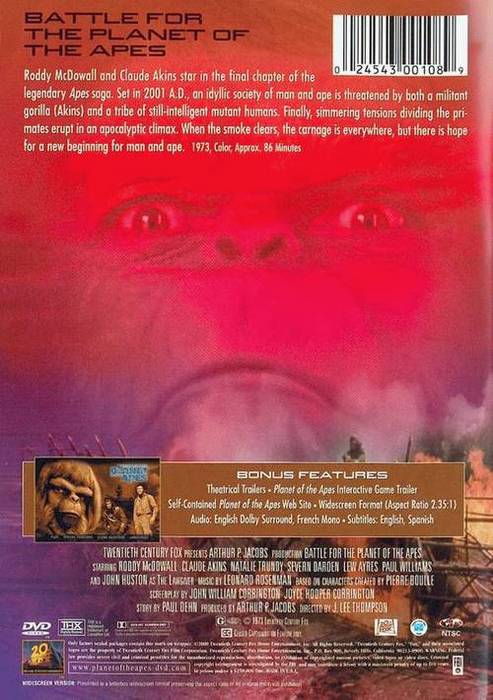 BATTLE FOR
THE PLANET OF
THE APES
0 24543 00108 9
Roddy McDowall and Claude Akins star in the final chapter of the
legendary Apes saga. Set in 2001 A.D., an idyllic society of man and ape is threatened by both a militant
gorilla (Akins) and a tribe of still-intelligent mutant humans. Finally, simmering tensions dividing the pri-
mates erupt in an apocalyptic climax. When the smoke clears, the carnage is everywhere, but there is hope
for a new beginning for man and ape. 1973, Color, Approx. 86 Minutes
PLANET
APES
BONUS FEATURES
Theatrical Trailers • Planet of the Apes Interactive Game Trailer
Self-Contained Planet of the Apes Web Site • Widescreen Format (Aspect Ratio 2.35:1)
Audio: English Dolby Surround, French Mono • Subtitles: English, Spanish
TWENTIETH CENTURY FOX PRESENTS ARTHUR P. JACOBS PRODUCTION BATTLE FOR THE PLANET OF THE APES
STARRING RODDY McDOWALL CLAUDE AKINS NATALIE TRUNDY SEVERN DARDEN LEW AYRES PAUL WILLIAMS
AND JOHN HUSTON AS THE LAWGIVER MUSIC BY LEONARD ROSENMAN BASED ON CHARACTERS CREATED BY PIERRE BOULLE
SCREENPLAY BY JOHN WILLIAM CORRINGTON JOYCE HOOPER CORRINGTON
STORY BY PAUL DEHN PRODUCED BY ARTHUR P. JACOBS DIRECTED BY J. LEE THOMPSON
G © 1973 Twentieth Century Fox
DVD
THX
FOX
NTSC
CC
20th
www.planetoftheapes.dvd.com
WIDESCREEN VERSION